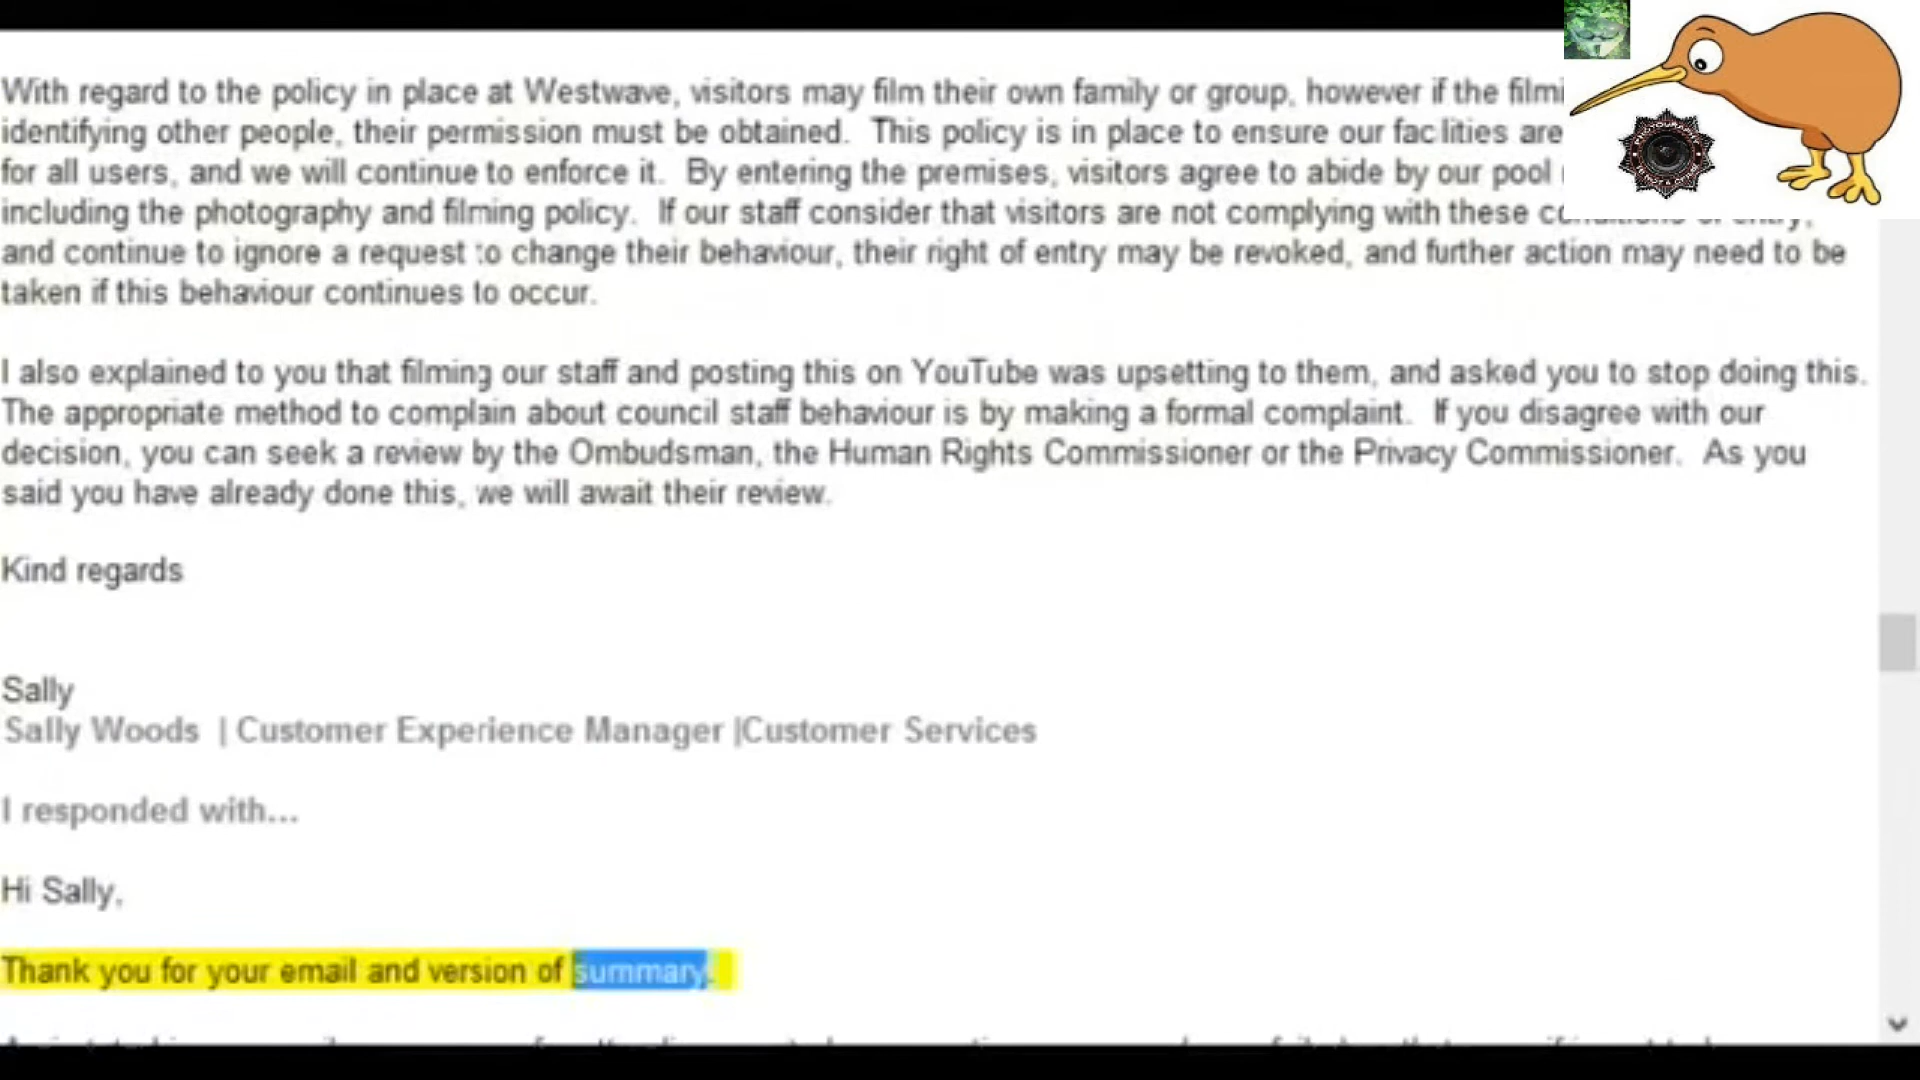 With regard to the policy in place at Westwave, visitors may film their own family or group, however if the filmi
identifying other people, their permission must be obtained. This policy is in place to ensure our facilities are
for all users, and we will continue to enforce it. By entering the premises, visitors agree to abide by our pool
including the photography and filming policy. If our staff consider that visitors are not complying with these conditions of entry,
and continue to ignore a request to change their behaviour, their right of entry may be revoked, and further action may need to be
taken if this behaviour continues to occur.
I also explained to you that filming our staff and posting this on YouTube was upsetting to them, and asked you to stop doing this.
The appropriate method to complain about council staff behaviour is by making a formal complaint. If you disagree with our
decision, you can seek a review by the Ombudsman, the Human Rights Commissioner or the Privacy Commissioner. As you
said you have already done this, we will await their review.
Kind regards
Sally
Sally Woods | Customer Experience Manager |Customer Services
I responded with...
Hi Sally,
Thank you for your email and version of summary.